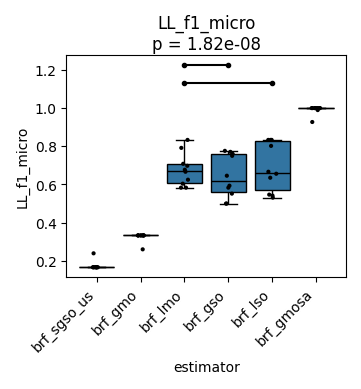 LL_f1_micro
p = 1.82e-08
LL_f1_micro
1.2
1.0
0.8
0.6
0.4
0.2
brf_sgso_us
brf_gmo
brf_lmo
brf_gso
brf_lso
brf_gmosa
estimator